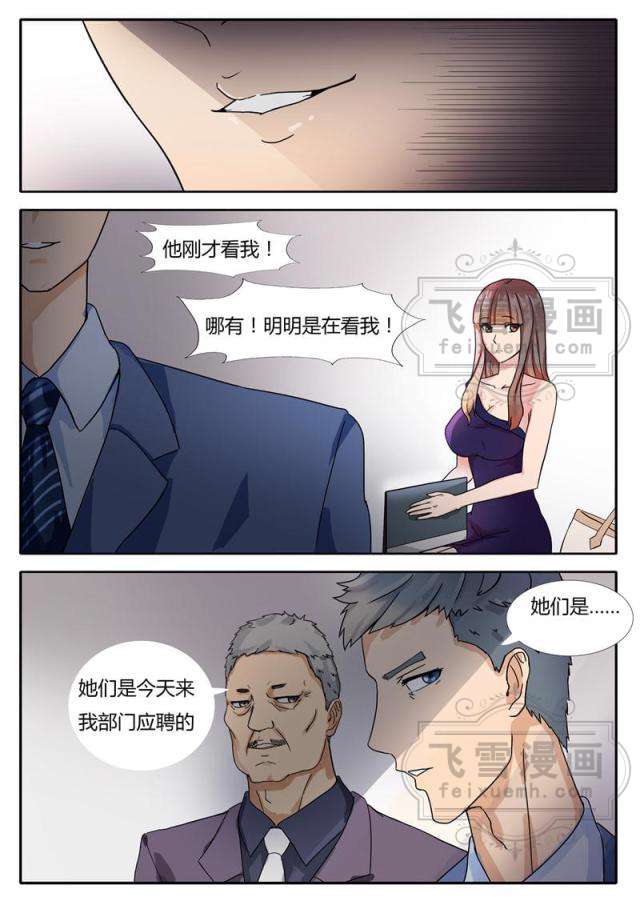 他刚才看我！
哪有！明明是在看我！
飞雪漫画
feixuemh.com
她们是......
她们是今天来
我部门应聘的
飞雪漫画
feixuemh.com